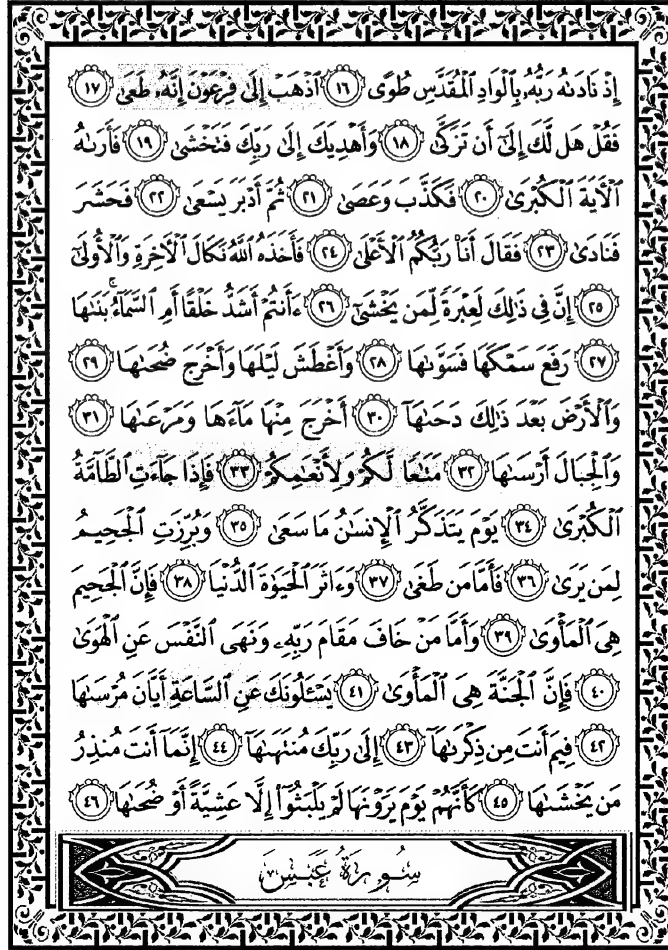 إِذْ نَادَىٰهُ رَبُّهُۥ بِٱلْوَادِ ٱلْمُقَدَّسِ طُوًى ١٦ ٱذْهَبْ إِلَىٰ فِرْعَوْنَ إِنَّهُۥ طَغَىٰ ١٧
فَقُلْ هَل لَّكَ إِلَىٰٓ أَن تَزَكَّىٰ ١٨ وَأَهْدِيَكَ إِلَىٰ رَبِّكَ فَتَخْشَىٰ ١٩ فَأَرَىٰهُ
ٱلْـَٔايَةَ ٱلْكُبْرَىٰ ٢٠ فَكَذَّبَ وَعَصَىٰ ٢١ ثُمَّ أَدْبَرَ يَسْعَىٰ ٢٢ فَحَشَرَ
فَنَادَىٰ ٢٣ فَقَالَ أَنَا۠ رَبُّكُمُ ٱلْأَعْلَىٰ ٢٤ فَأَخَذَهُ ٱللَّهُ نَكَالَ ٱلْـَٔاخِرَةِ وَٱلْأُولَىٰٓ
٢٥ إِنَّ فِى ذَٰلِكَ لَعِبْرَةً لِّمَن يَخْشَىٰٓ ٢٦ ءَأَنتُمْ أَشَدُّ خَلْقًا أَمِ ٱلسَّمَآءُ ۚ بَنَىٰهَا
٢٧ رَفَعَ سَمْكَهَا فَسَوَّىٰهَا ٢٨ وَأَغْطَشَ لَيْلَهَا وَأَخْرَجَ ضُحَىٰهَا ٢٩
وَٱلْأَرْضَ بَعْدَ ذَٰلِكَ دَحَىٰهَآ ٣٠ أَخْرَجَ مِنْهَا مَآءَهَا وَمَرْعَىٰهَا ٣١
وَٱلْجِبَالَ أَرْسَىٰهَا ٣٢ مَتَٰعًا لَّكُمْ وَلِأَنْعَٰمِكُمْ ٣٣ فَإِذَا جَآءَتِ ٱلطَّآمَّةُ
ٱلْكُبْرَىٰ ٣٤ يَوْمَ يَتَذَكَّرُ ٱلْإِنسَٰنُ مَا سَعَىٰ ٣٥ وَبُرِّزَتِ ٱلْجَحِيمُ
لِمَن يَرَىٰ ٣٦ فَأَمَّا مَن طَغَىٰ ٣٧ وَءَاثَرَ ٱلْحَيَوٰةَ ٱلدُّنْيَا ٣٨ فَإِنَّ ٱلْجَحِيمَ
هِىَ ٱلْمَأْوَىٰ ٣٩ وَأَمَّا مَنْ خَافَ مَقَامَ رَبِّهِۦ وَنَهَى ٱلنَّفْسَ عَنِ ٱلْهَوَىٰ
٤٠ فَإِنَّ ٱلْجَنَّةَ هِىَ ٱلْمَأْوَىٰ ٤١ يَسْـَٔلُونَكَ عَنِ ٱلسَّاعَةِ أَيَّانَ مُرْسَىٰهَا
٤٢ فِيمَ أَنتَ مِن ذِكْرَىٰهَآ ٤٣ إِلَىٰ رَبِّكَ مُنتَهَىٰهَآ ٤٤ إِنَّمَآ أَنتَ مُنذِرُ
مَن يَخْشَىٰهَا ٤٥ كَأَنَّهُمْ يَوْمَ يَرَوْنَهَا لَمْ يَلْبَثُوٓا۟ إِلَّا عَشِيَّةً أَوْ ضُحَىٰهَا ٤٦
سُورَةُ عَبَسَ